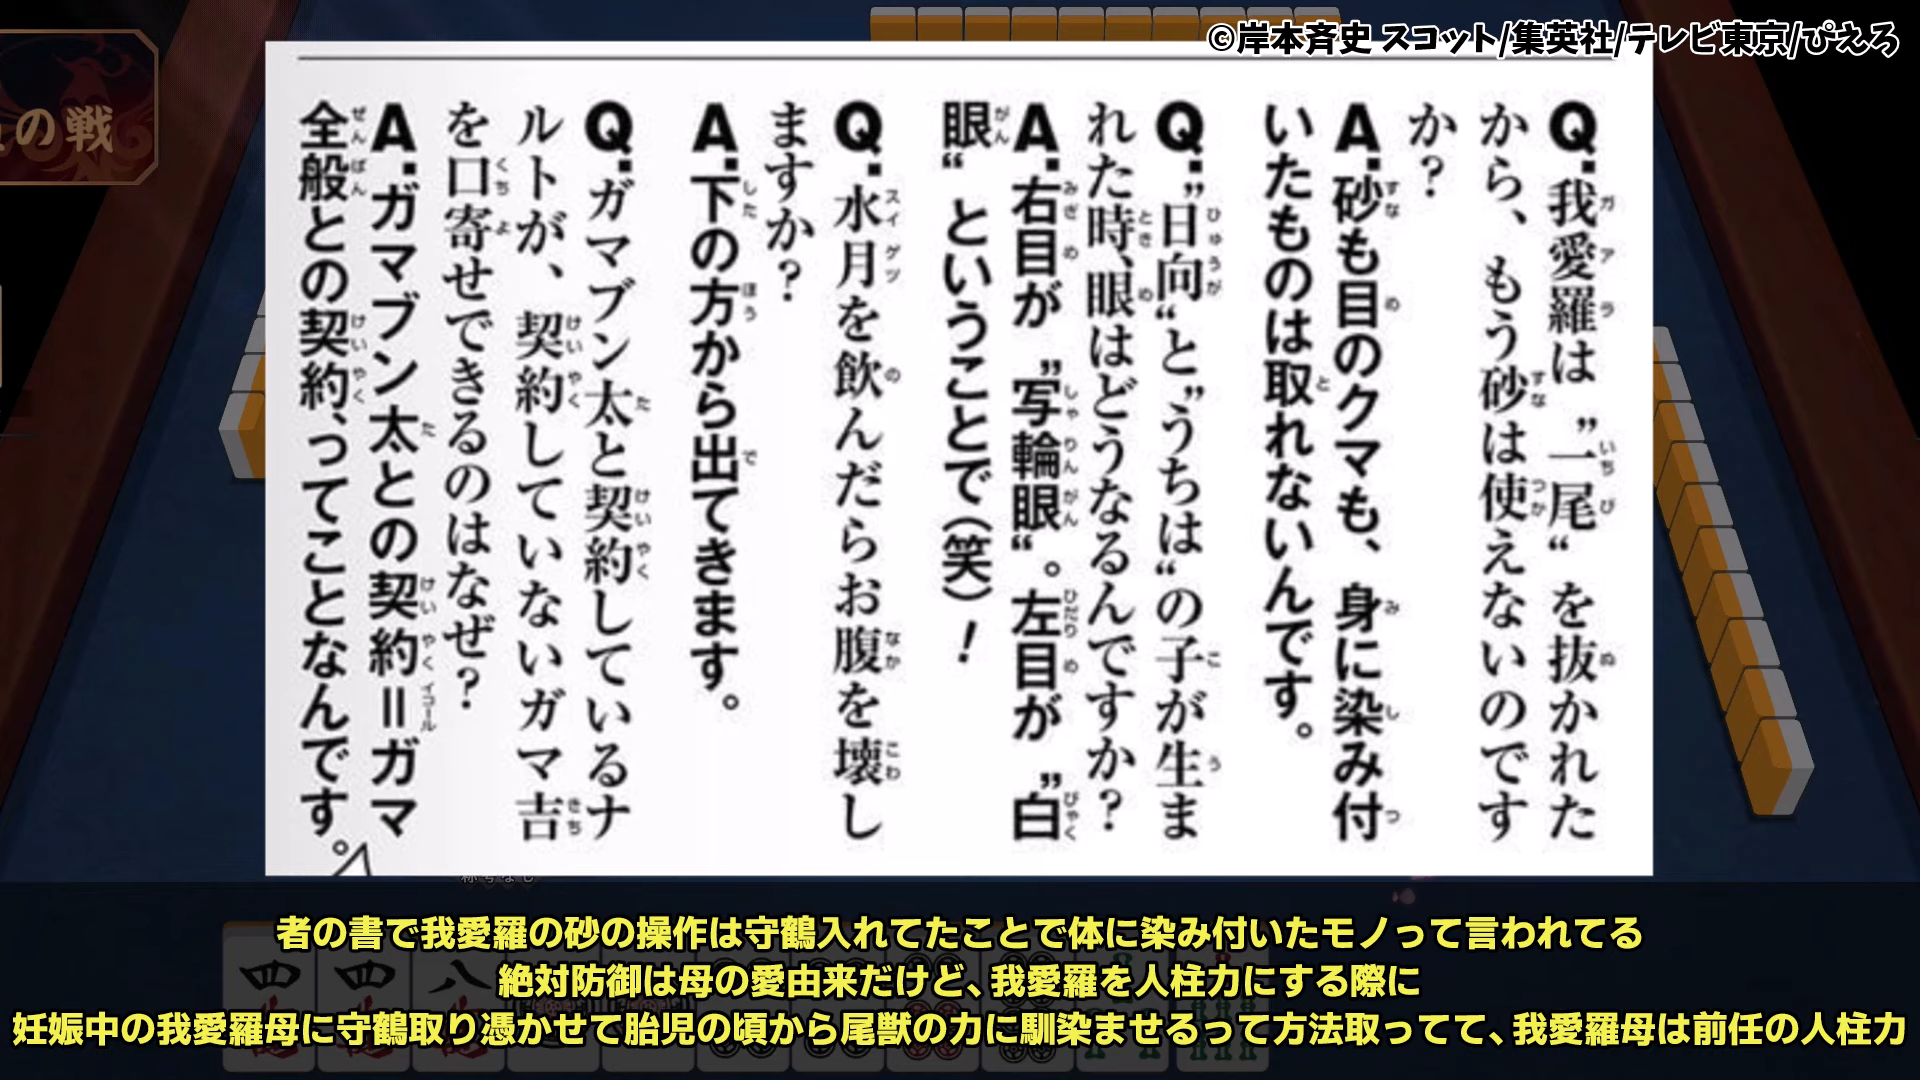 ©岸本斉史 スコット/集英社/テレビ東京/ぴえろ
の戦
Q.我愛羅は〝一尾〟を抜かれた
から、もう砂は使えないのです
か？
A.砂も目のクマも、身に染み付
いたものは取れないんです。
Q.〝日向〟と〝うちは〟の子が生ま
れた時、眼はどうなるんですか？
A.右目が〝写輪眼〟。左目が〝白
眼〟ということで(笑)！
Q.水月を飲んだらお腹を壊し
ますか？
A.下の方から出てきます。
Q.ガマブン太と契約しているナ
ルトが、契約していないガマ吉
を口寄せできるのはなぜ？
A.ガマブン太との契約＝ガマ
全般との契約、ってことなんです。
者の書で我愛羅の砂の操作は守鶴入れてたことで体に染み付いたモノって言われてる
絶対防御は母の愛由来だけど、我愛羅を人柱力にする際に
妊娠中の我愛羅母に守鶴取り憑かせて胎児の頃から尾獣の力に馴染ませるって方法取ってて、我愛羅母は前任の人柱力
四 四 八